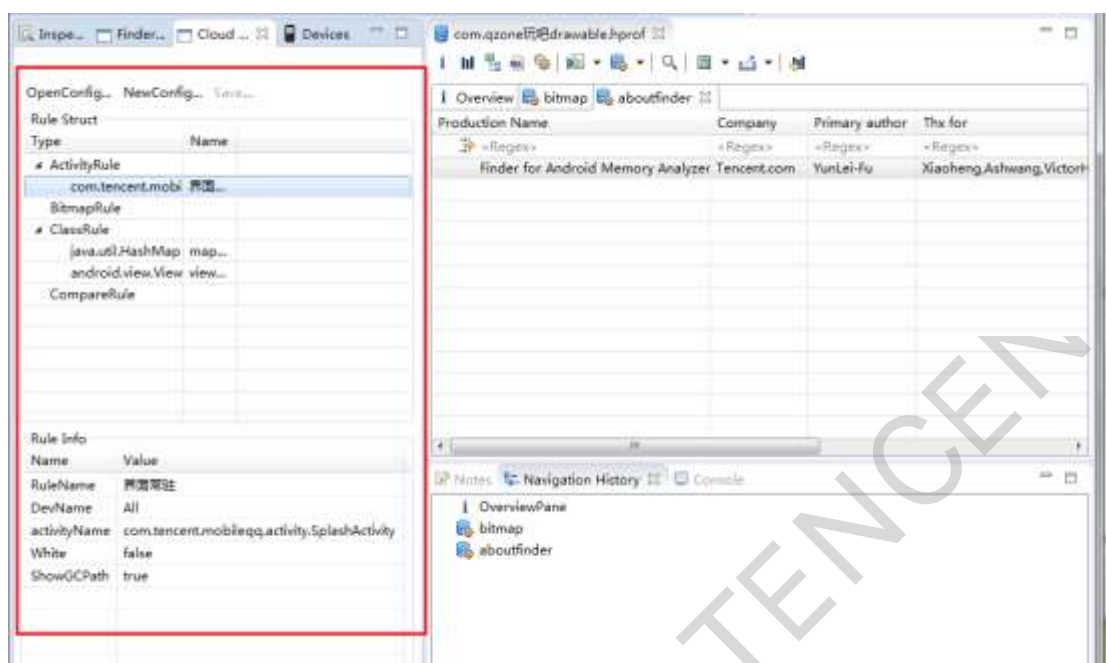 Inspe... Finder... Cloud ... Devices
OpenConfig... NewConfig... Save...
Rule Struct
Type Name
ActivityRule
com.tencent.mobi 界面...
BitmapRule
ClassRule
java.util.HashMap map...
android.view.View view...
CompareRule
Rule Info
Name Value
RuleName 界面常驻
DevName All
activityName com.tencent.mobileqq.activity.SplashActivity
White false
ShowGCPath true
com.qzone玩吧drawable.hprof
i Overview bitmap aboutfinder
Production Name Company Primary author Thx for
<Regex> <Regex> <Regex> <Regex>
Finder for Android Memory Analyzer Tencent.com YunLei-Fu Xiaoheng,Ashwang,Victor
Notes Navigation History Console
i OverviewPane
bitmap
aboutfinder
TENCEN